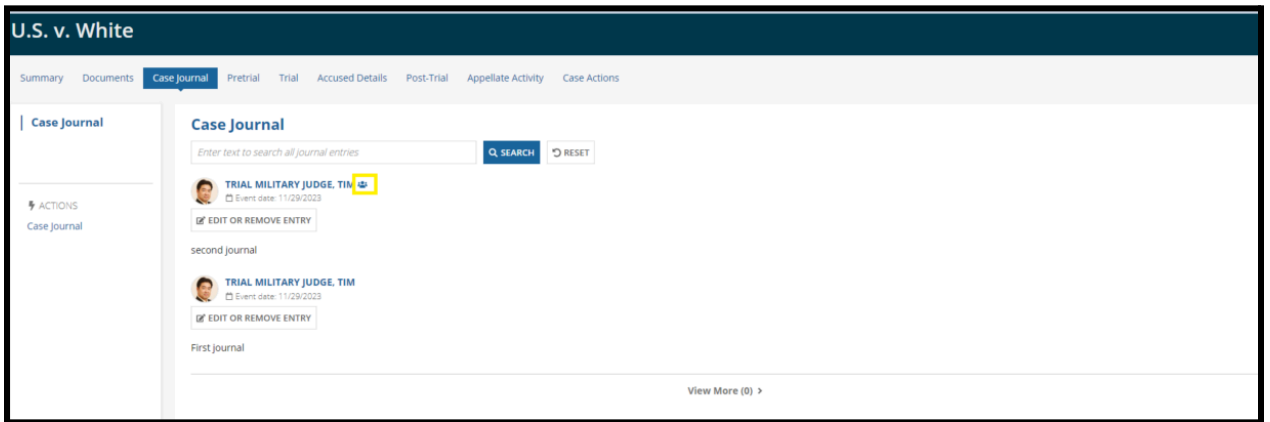 U.S. v. White
Summary Documents Case Journal Pretrial Trial Accused Details Post-Trial Appellate Activity Case Actions
Case Journal
ACTIONS
Case Journal
Case Journal
Enter text to search all journal entries SEARCH RESET
TRIAL MILITARY JUDGE, TIM
Event date: 11/29/2023
EDIT OR REMOVE ENTRY
second journal
TRIAL MILITARY JUDGE, TIM
Event date: 11/29/2023
EDIT OR REMOVE ENTRY
First journal
View More (0) >